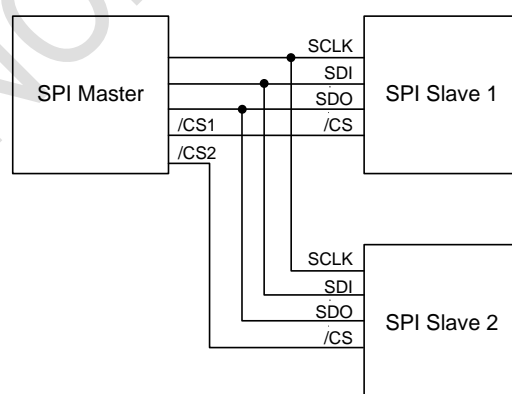 SPI Master
/CS1
/CS2
SCLK
SDI
SDO
/CS
SPI Slave 1
SCLK
SDI
SDO
/CS
SPI Slave 2